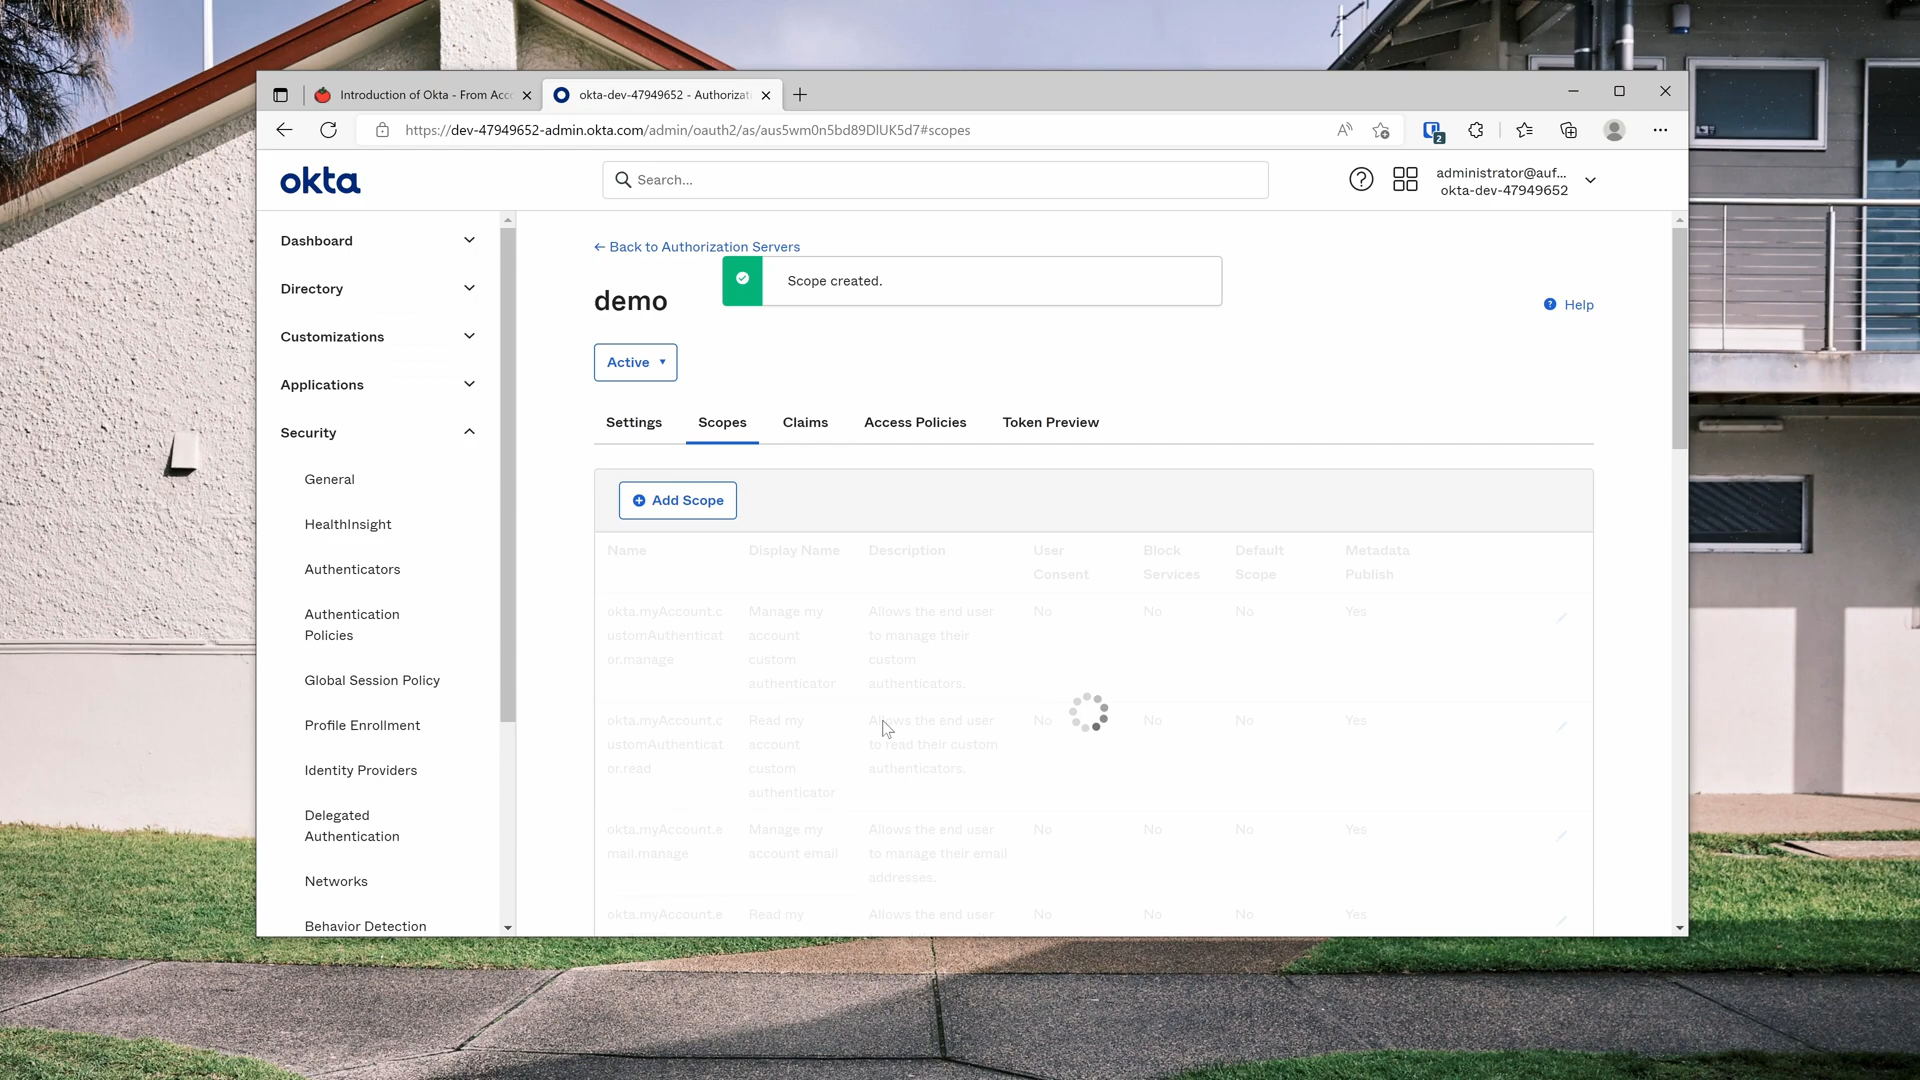 Introduction of Okta - From Acc
okta-dev-47949652 - Authorizati
https://dev-47949652-admin.okta.com/admin/oauth2/as/aus5wm0n5bd89DlUK5d7#scopes
2
okta
Search...
administrator@auf...
okta-dev-47949652
Dashboard
Directory
Customizations
Applications
Security
General
HealthInsight
Authenticators
Authentication
Policies
Global Session Policy
Profile Enrollment
Identity Providers
Delegated
Authentication
Networks
Behavior Detection
← Back to Authorization Servers
Scope created.
demo
Help
Active
Settings Scopes Claims Access Policies Token Preview
Add Scope
Name Display Name Description User Consent Block Services Default Scope Metadata Publish
okta.myAccount.c Manage my Allows the end user No No No Yes
ustomAuthenticat account to manage their
or.manage custom custom
authenticator authenticators.
okta.myAccount.c Read my Allows the end user No No No Yes
ustomAuthenticat account to read their custom
or.read custom authenticators.
authenticator
okta.myAccount.e Manage my Allows the end user No No No Yes
mail.manage account email to manage their email
addresses.
okta.myAccount.e Read my Allows the end user No No No Yes